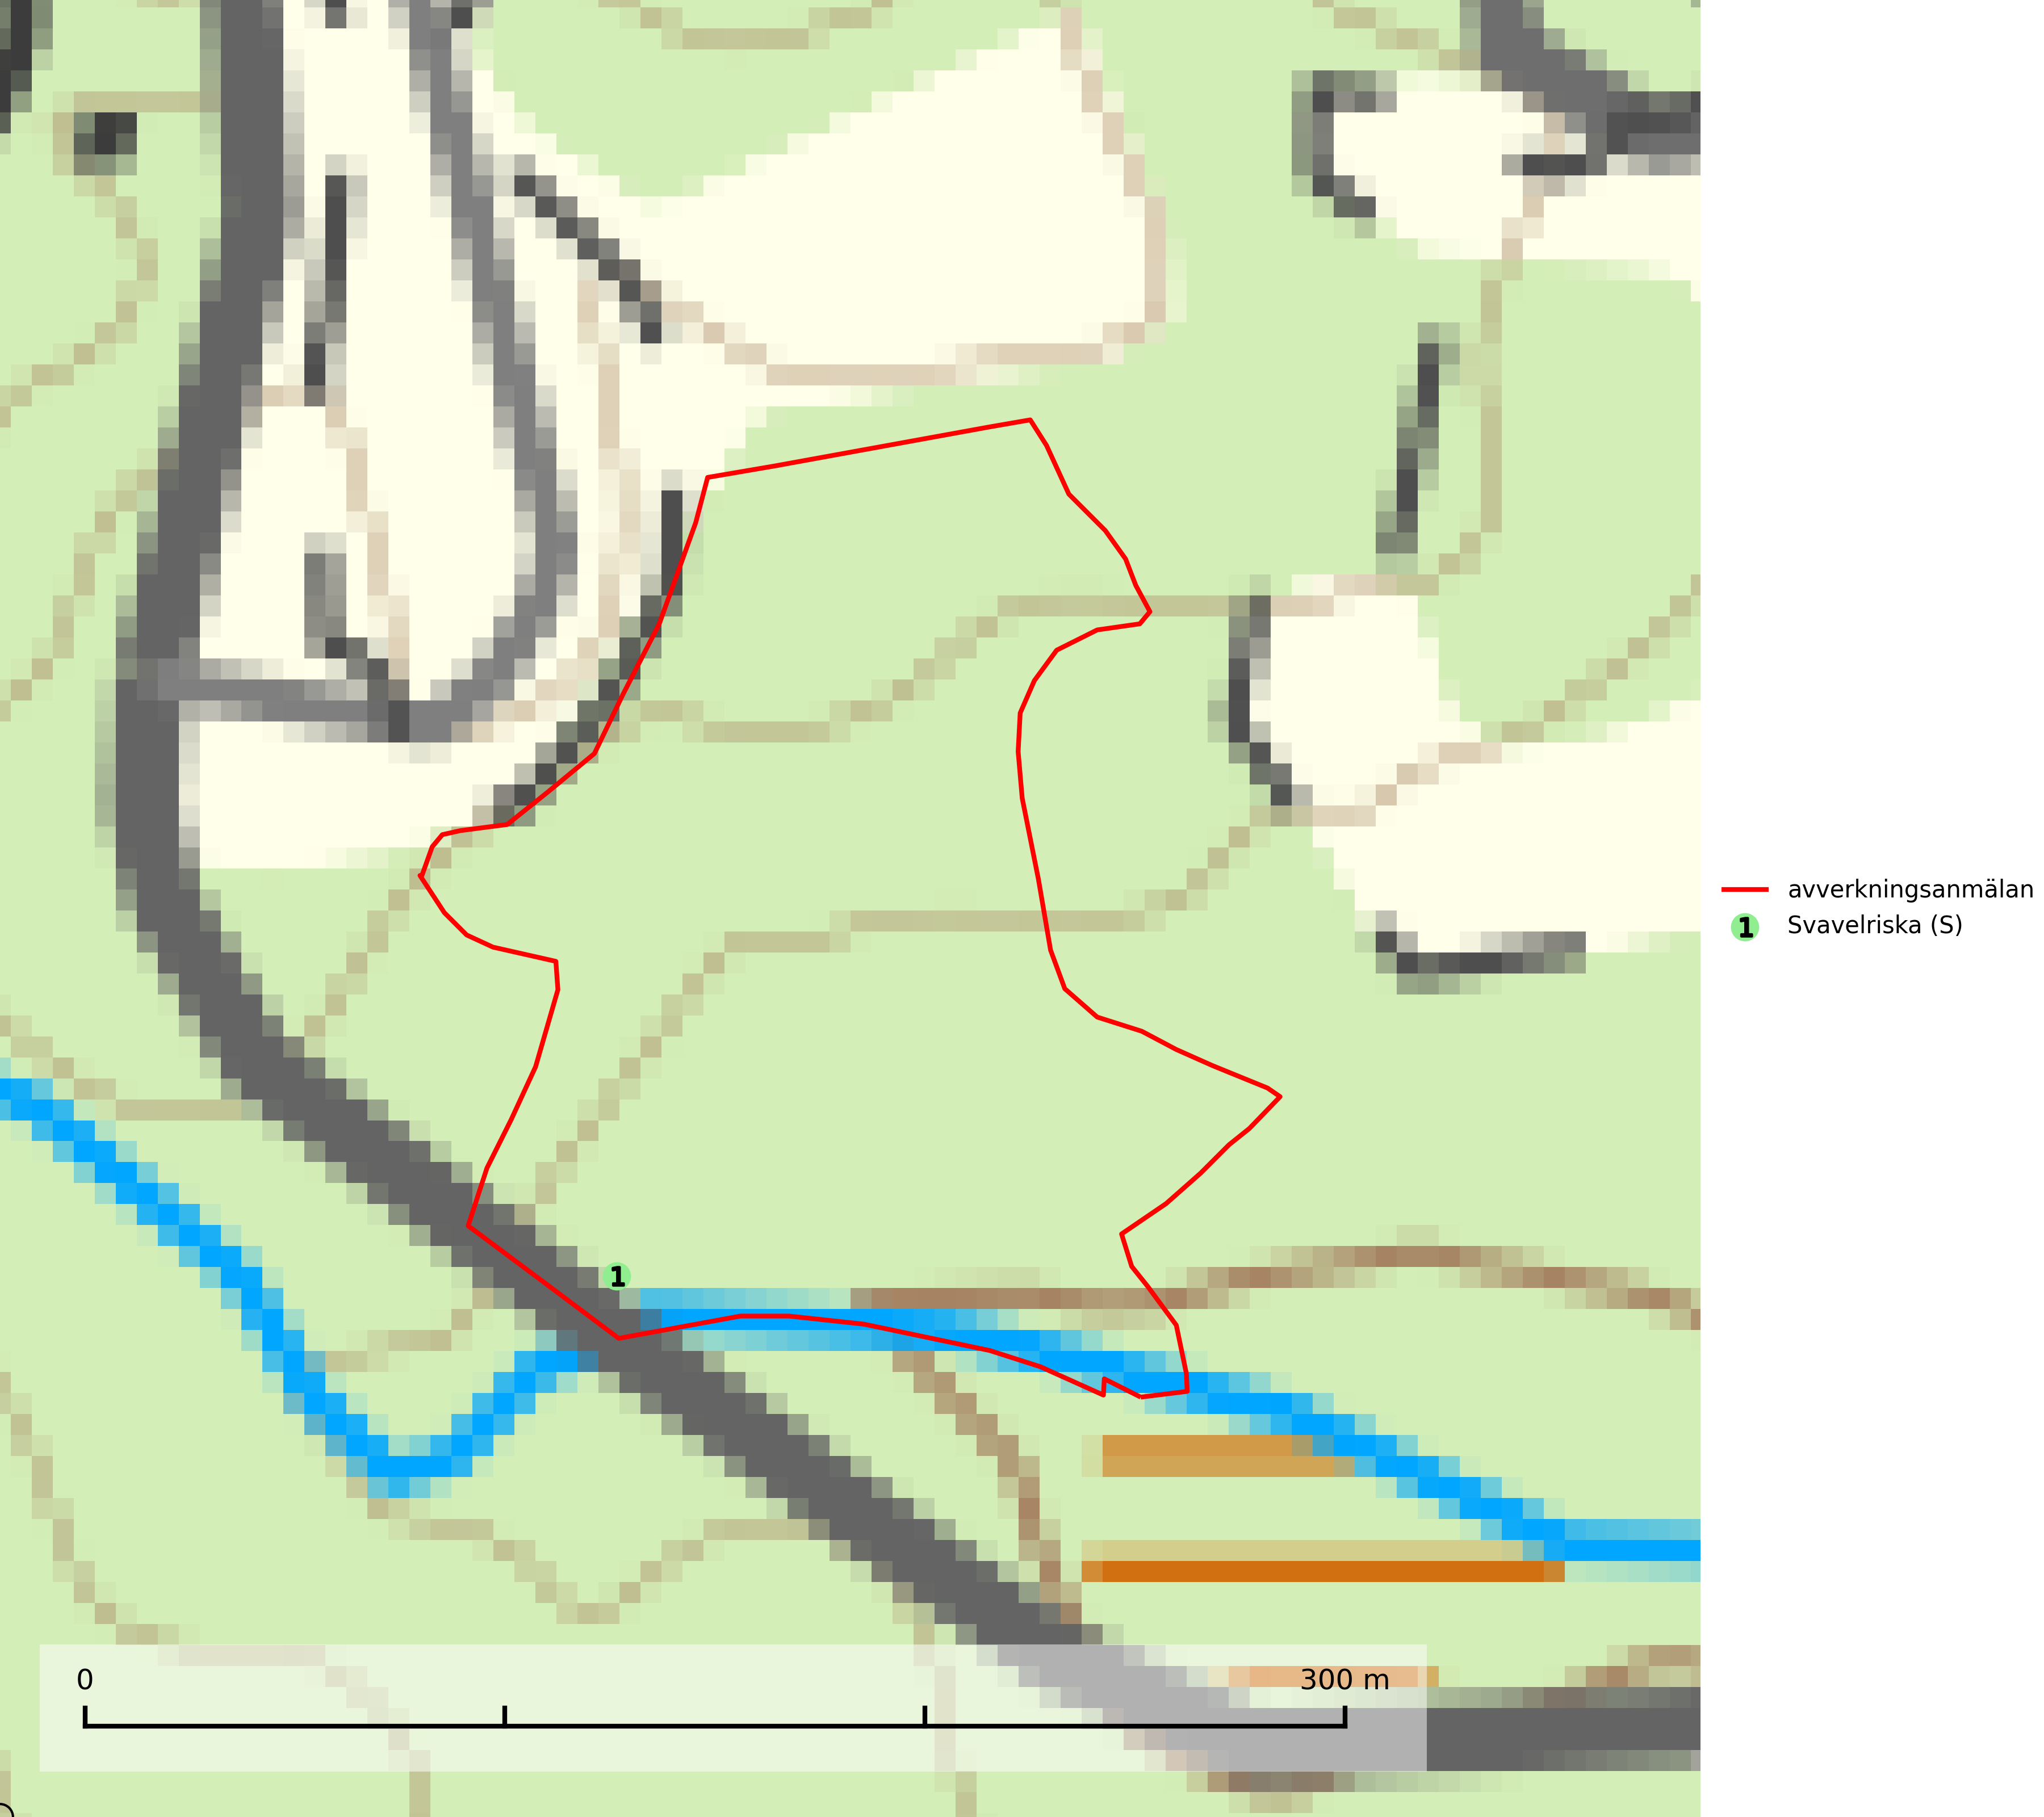 avverkningsanmälan
1 Svavelriska (S)
1
0 300 m